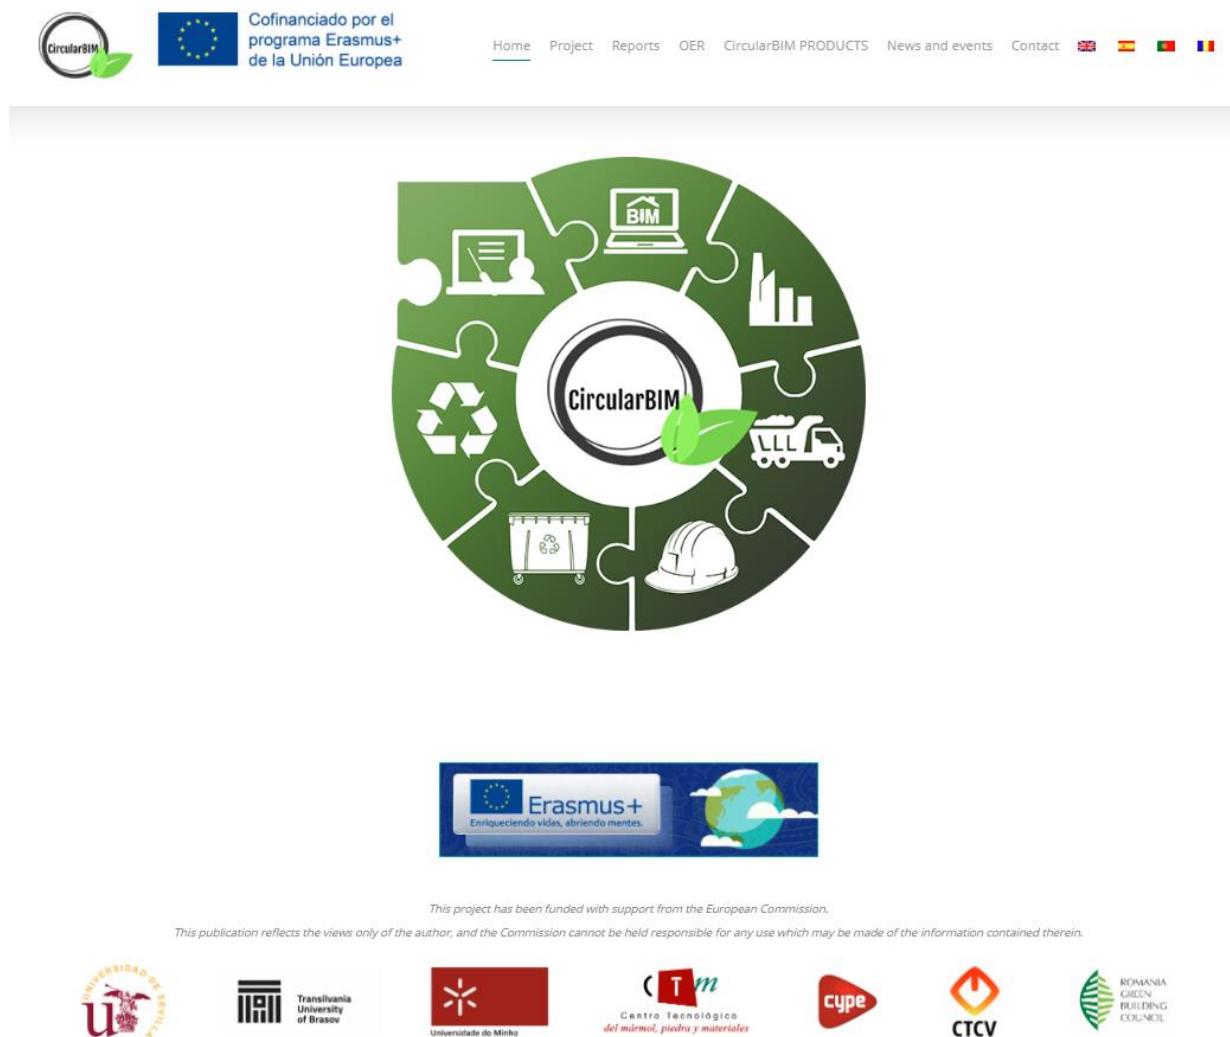 CircularBIM
Cofinanciado por el
programa Erasmus+
de la Unión Europea
Home Project Reports OER CircularBIM PRODUCTS News and events Contact
BIM
CircularBIM
Erasmus+
Enriqueciendo vidas, abriendo mentes.
This project has been funded with support from the European Commission.
This publication reflects the views only of the author, and the Commission cannot be held responsible for any use which may be made of the information contained therein.
UNIVERSIDAD DE SEVILLA
Transilvania
University
of Brasov
Universidade do Minho
CTm
Centro Tecnológico
del mármol, piedra y materiales
cype
CTCV
ROMANIA
GREEN
BUILDING
COUNCIL